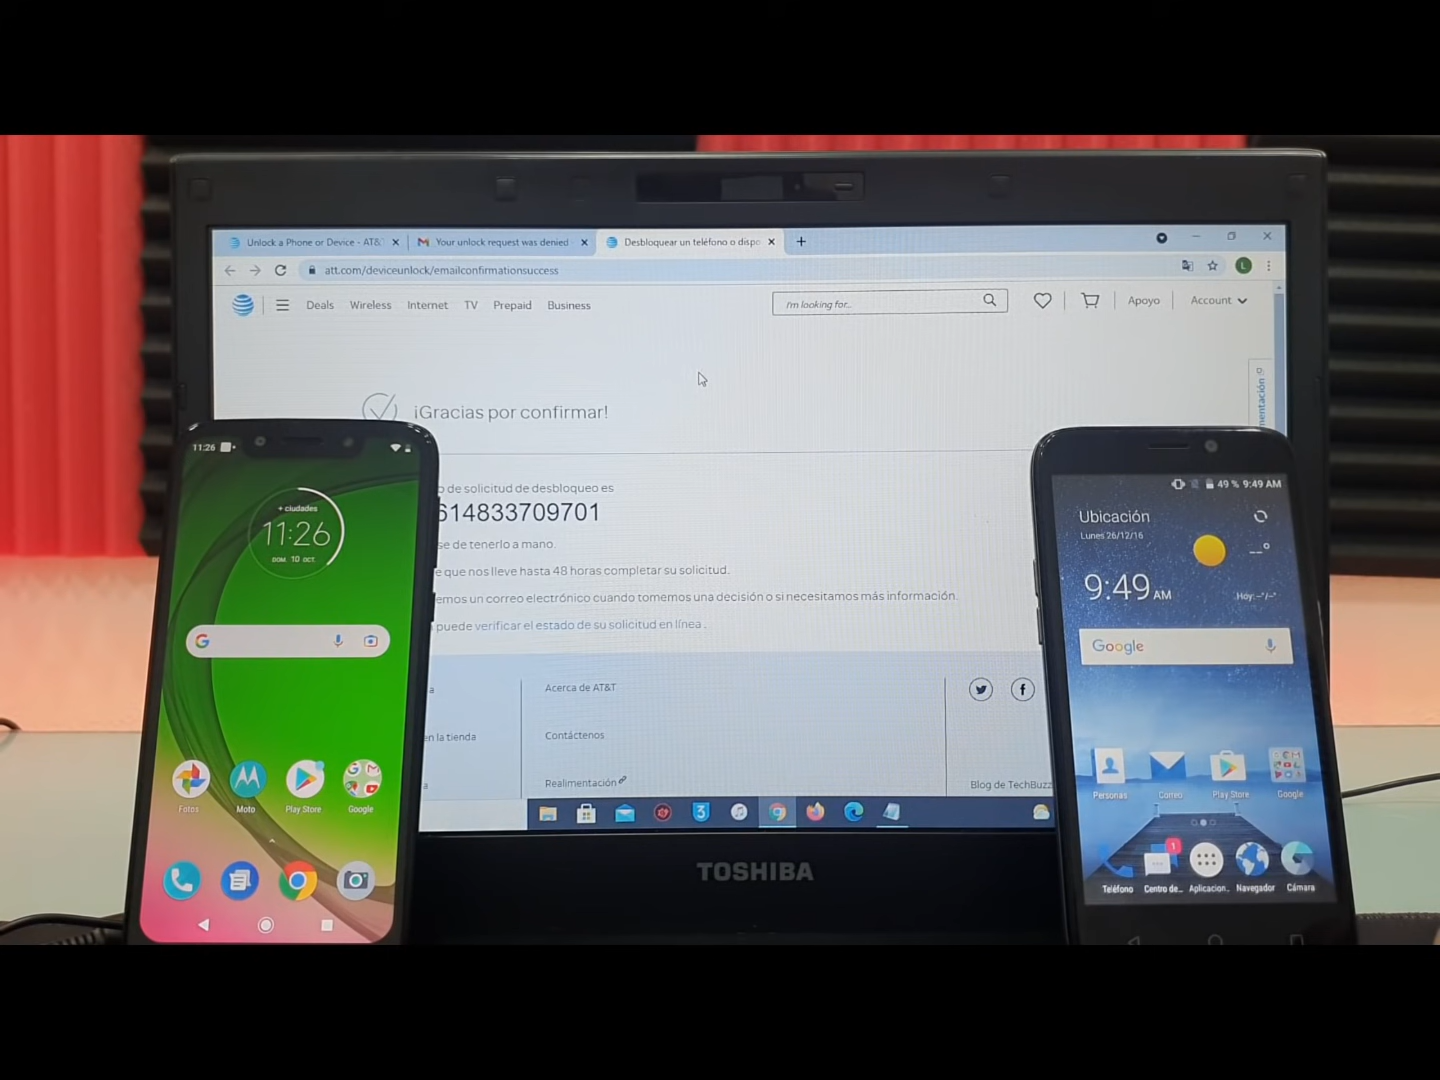 Unlock a Phone or Device - AT&T
Your unlock request was denied
Desbloquear un teléfono o dispo
att.com/deviceunlock/emailconfirmationsuccess
L
Deals Wireless Internet TV Prepaid Business
I'm looking for...
Apoyo
Account
¡Gracias por confirmar!
de solicitud de desbloqueo es
614833709701
se de tenerlo a mano.
e que nos lleve hasta 48 horas completar su solicitud.
emos un correo electrónico cuando tomemos una decisión o si necesitamos más información.
puede verificar el estado de su solicitud en línea .
mentación
a
Acerca de AT&T
en la tienda
Contáctenos
a
Realimentación
Blog de TechBuzz
TOSHIBA
11:26
+ ciudades
11:26
DOM. 10 OCT.
Fotos
Moto
Play Store
Google
49 % 9:49 AM
Ubicación
Lunes 26/12/16
9:49 AM
Hoy: --°/--°
Google
Personas
Correo
Play Store
Google
1
Teléfono
Centro de...
Aplicacion...
Navegador
Cámara